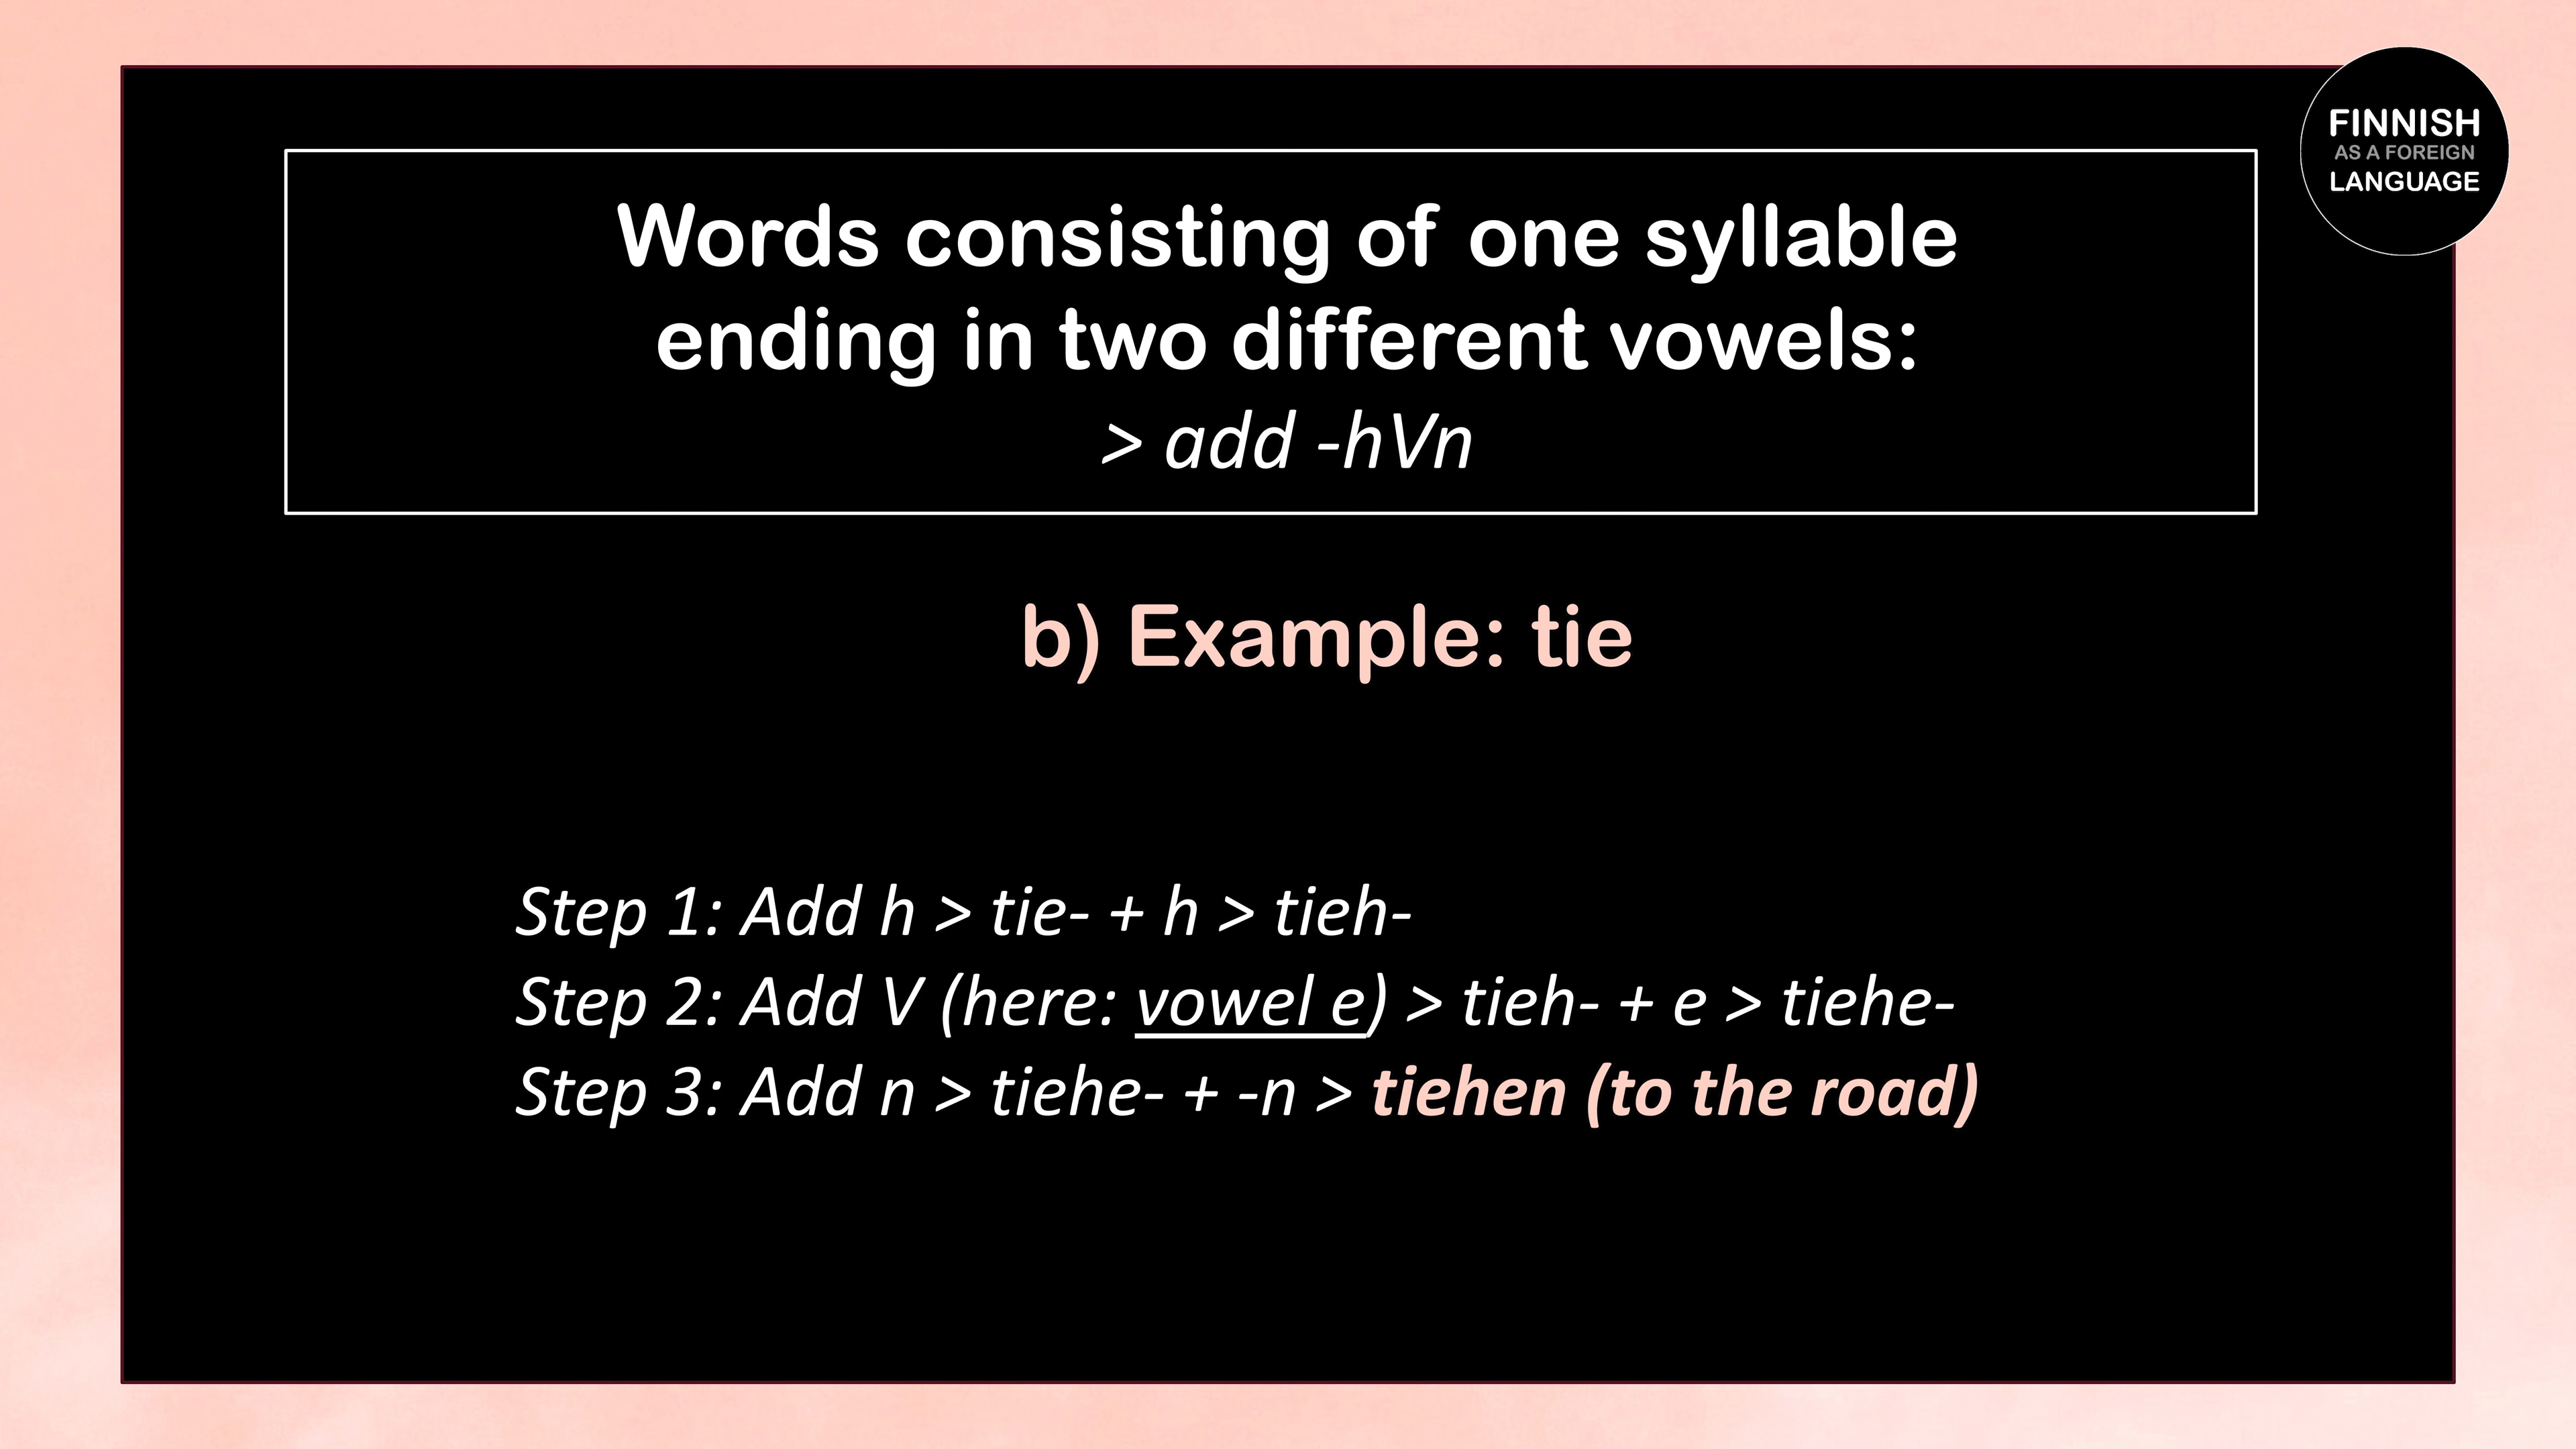 FINNISH
AS A FOREIGN
LANGUAGE
Words consisting of one syllable
ending in two different vowels:
> add -hVn
b) Example: tie
Step 1: Add h > tie- + h > tieh-
Step 2: Add V (here: vowel e) > tieh- + e > tiehe-
Step 3: Add n > tiehe- + -n > tiehen (to the road)